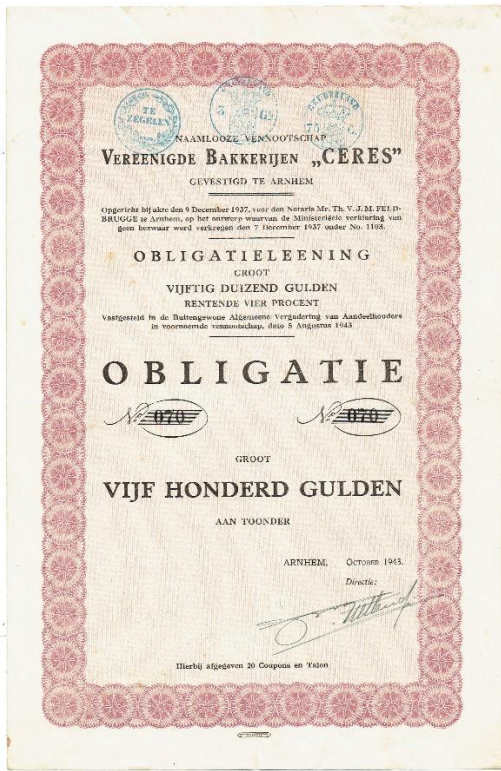 TE
ZEGELEN
GELDERLAND
NAAMLOOZE VENNOOTSCHAP
VEREENIGDE BAKKERIJEN „CERES”
GEVESTIGD TE ARNHEM
Opgericht bij akte den 9 December 1937, voor den Notaris Mr. Th. V. J. M. FELD-
BRUGGE te Arnhem, op het ontwerp waarvan de Ministerieële verklaring van
geen bezwaar werd verkregen den 7 December 1937 onder No. 1103.
OBLIGATIELEENING
GROOT
VIJFTIG DUIZEND GULDEN
RENTENDE VIER PROCENT
Vastgesteld in de Buitengewone Algemeene Vergadering van Aandeelhouders
in voornoemde vennootschap, dato 5 Augustus 1943
OBLIGATIE
No. 070 No. 070
GROOT
VIJF HONDERD GULDEN
AAN TOONDER
ARNHEM, OCTOBER 1943.
Directie:
Hierbij afgegeven 20 Coupons en Talon